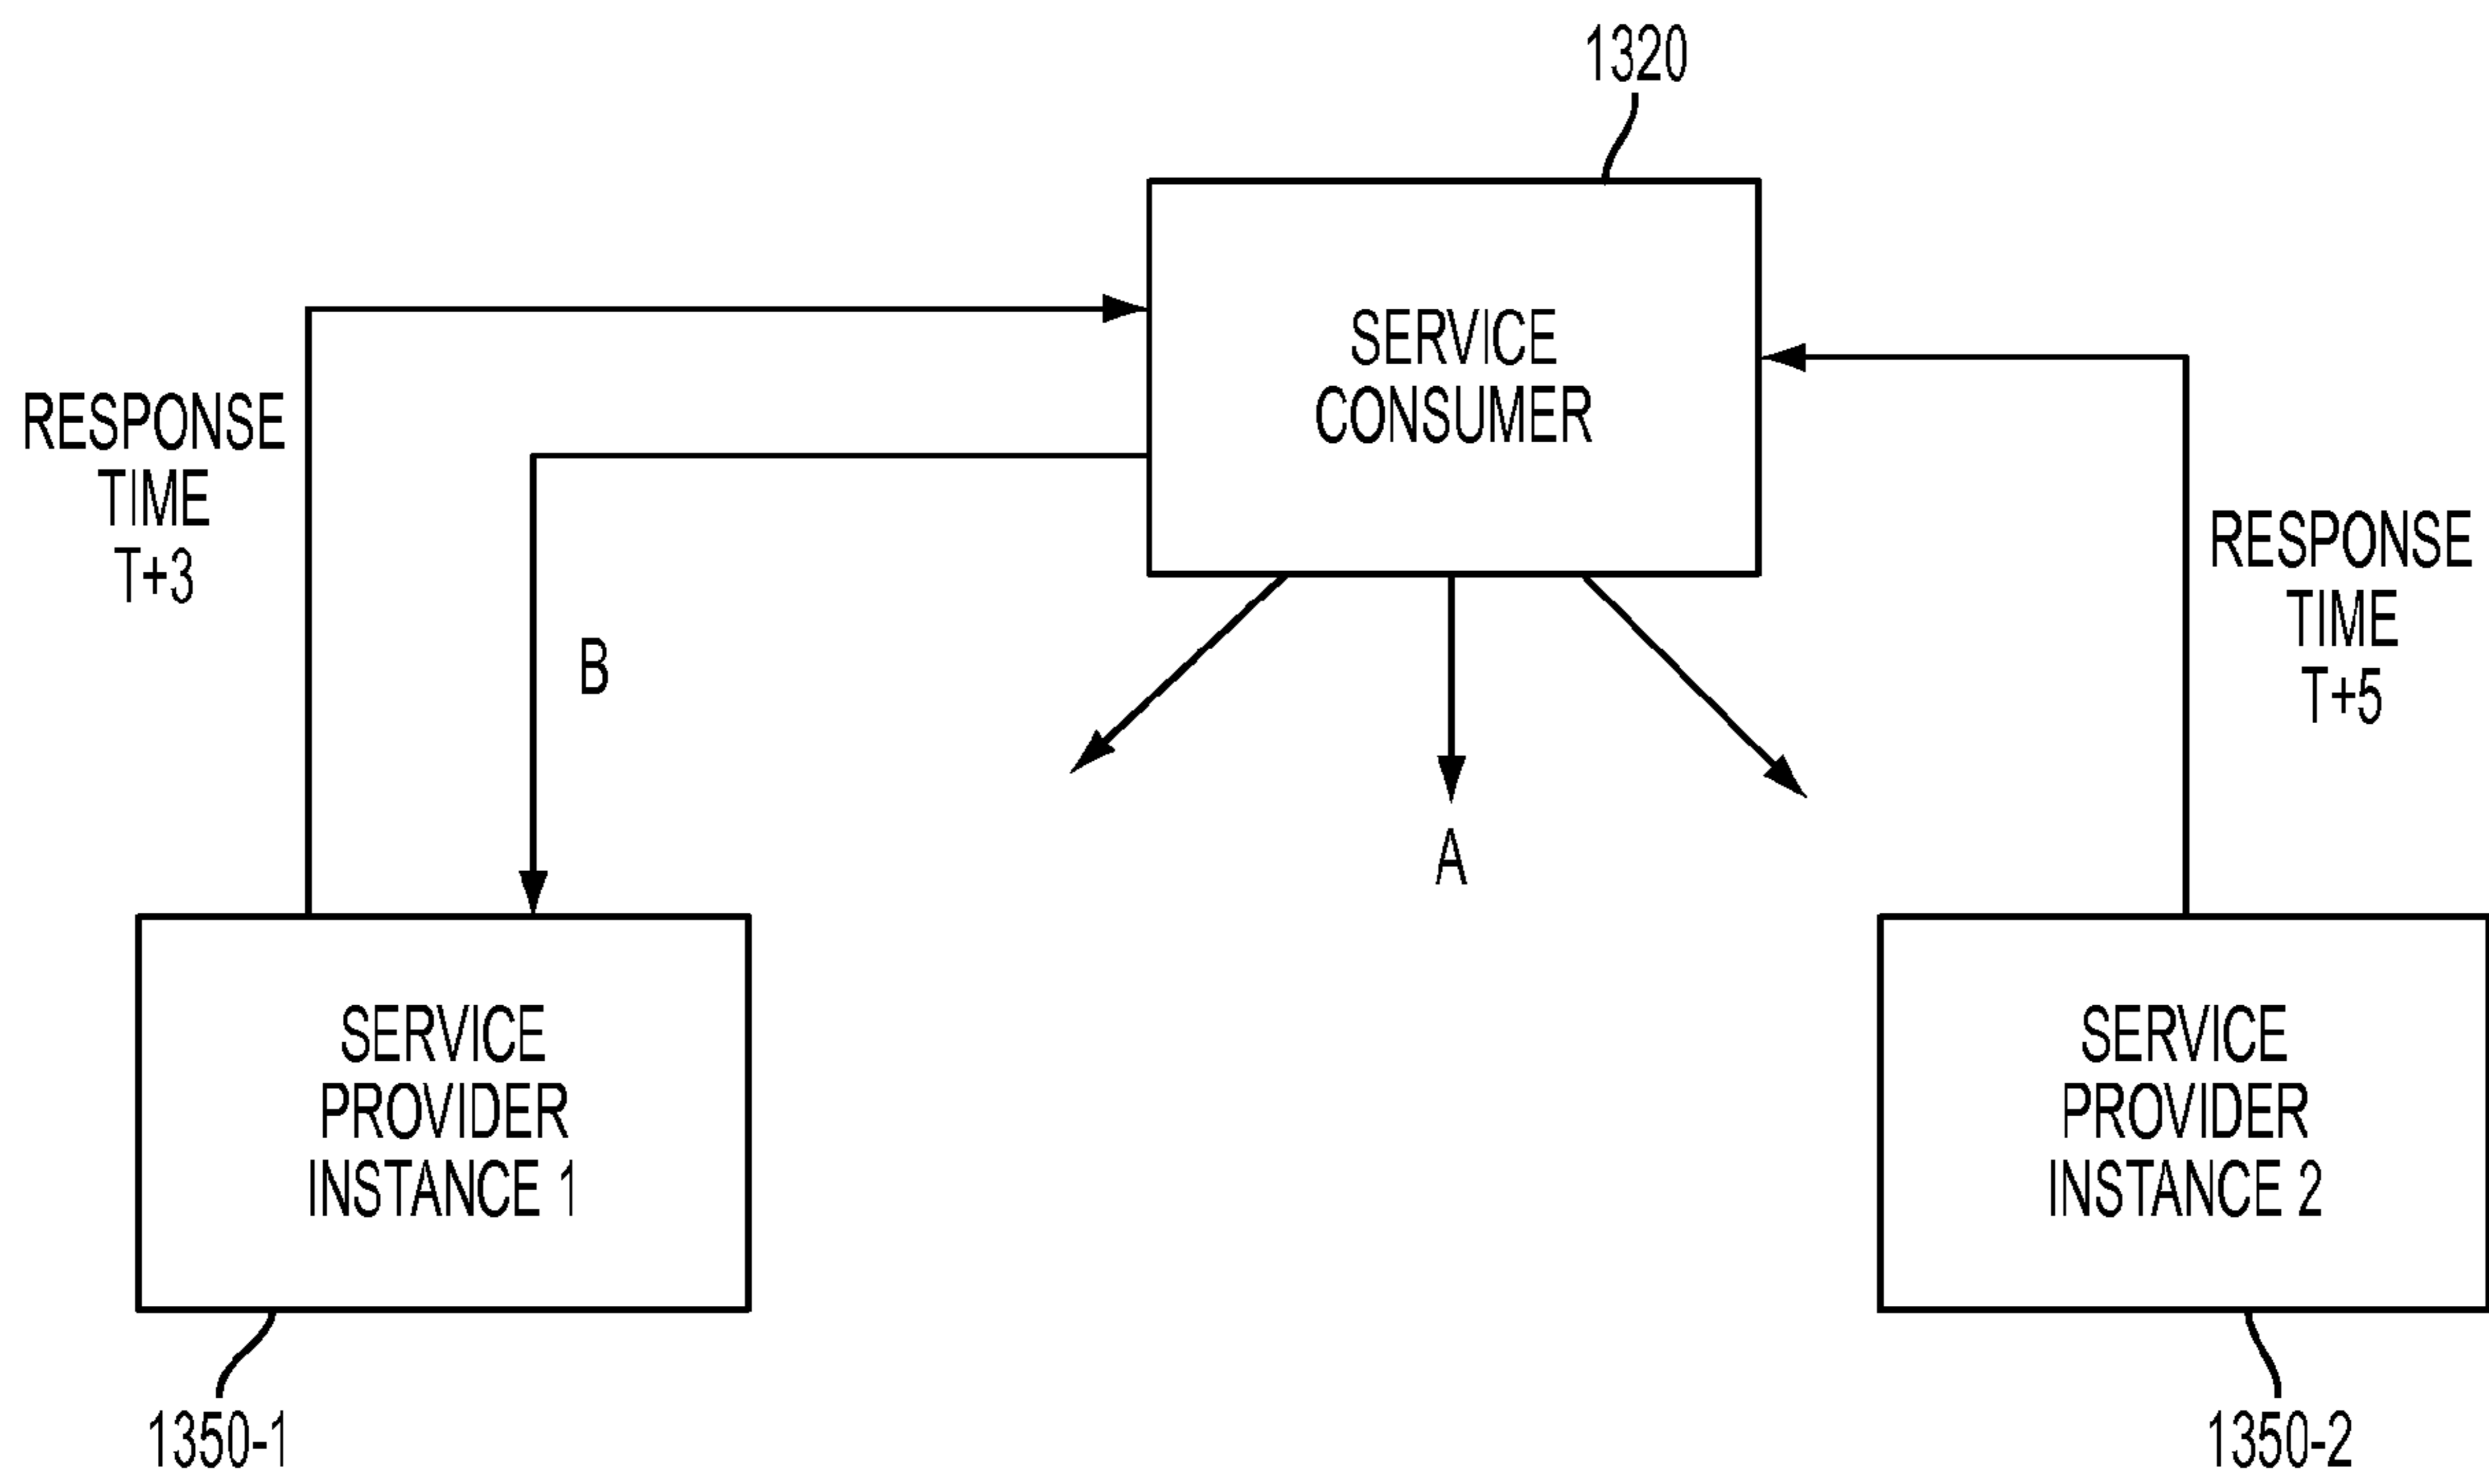 1320
SERVICE
CONSUMER
RESPONSE
TIME
T+3
RESPONSE
TIME
T+5
B
A
SERVICE
PROVIDER
INSTANCE 1
SERVICE
PROVIDER
INSTANCE 2
1350-1
1350-2